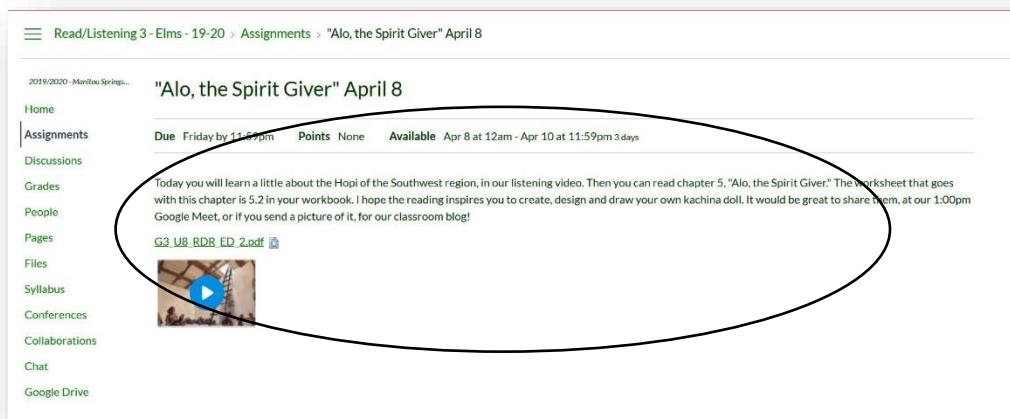 Read/Listening 3 - Elms - 19-20 > Assignments > "Alo, the Spirit Giver" April 8
2019/2020 - Manitou Springs...
Home
Assignments
Discussions
Grades
People
Pages
Files
Syllabus
Conferences
Collaborations
Chat
Google Drive
"Alo, the Spirit Giver" April 8
Due Friday by 11:59pm Points None Available Apr 8 at 12am - Apr 10 at 11:59pm 3 days
Today you will learn a little about the Hopi of the Southwest region, in our listening video. Then you can read chapter 5, "Alo, the Spirit Giver." The worksheet that goes
with this chapter is 5.2 in your workbook. I hope the reading inspires you to create, design and draw your own kachina doll. It would be great to share them, at our 1:00pm
Google Meet, or if you send a picture of it, for our classroom blog!
G3_U8_RDR_ED_2.pdf